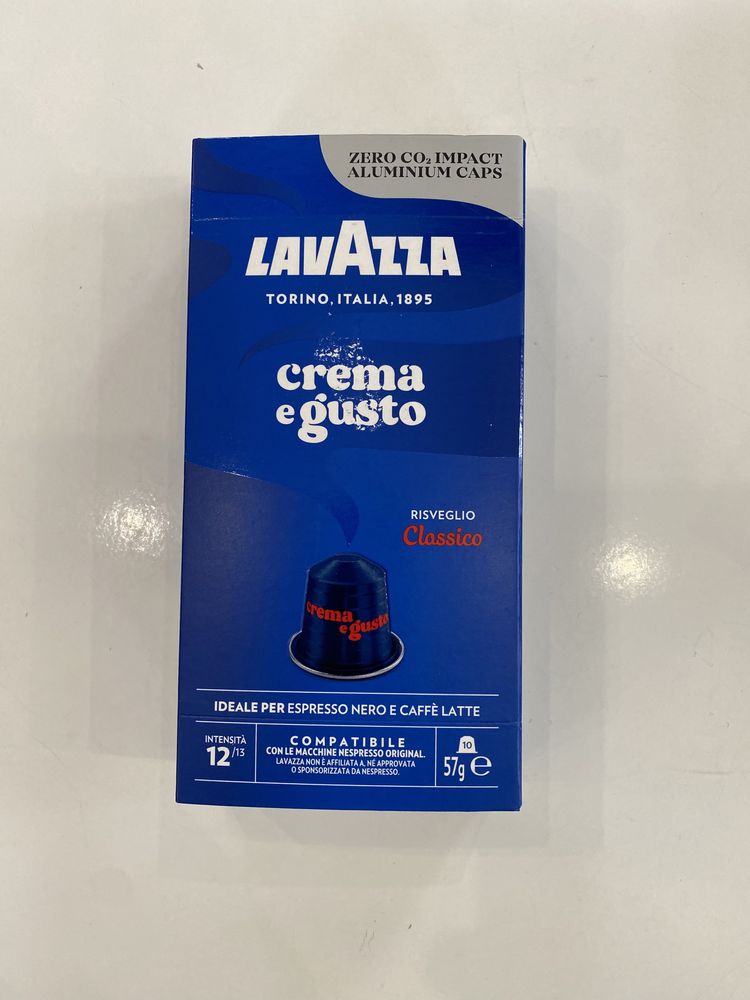 ZERO CO₂ IMPACT
ALUMINIUM CAPS
LAVAZZA
TORINO, ITALIA, 1895
crema
e gusto
RISVEGLIO
Classico
crema
e gusto
IDEALE PER ESPRESSO NERO E CAFFÈ LATTE
INTENSITÀ
12/13
COMPATIBILE
CON LE MACCHINE NESPRESSO ORIGINAL.
LAVAZZA NON È AFFILIATA A, NÉ APPROVATA
O SPONSORIZZATA DA NESPRESSO.
10
57g ℮